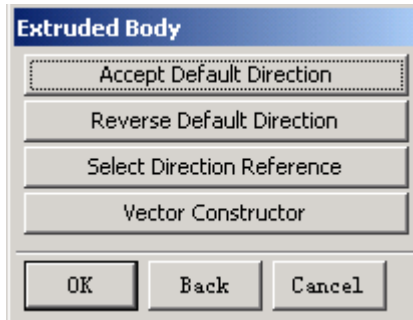 Extruded Body
Accept Default Direction
Reverse Default Direction
Select Direction Reference
Vector Constructor
OK Back Cancel